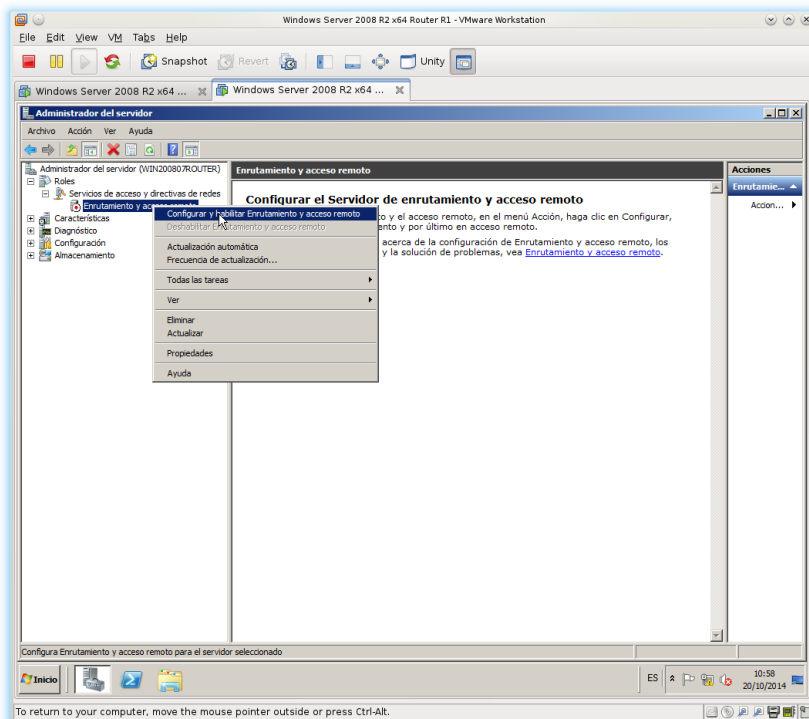 Windows Server 2008 R2 x64 Router R1 - VMware Workstation
File Edit View VM Tabs Help
Snapshot Revert Unity
Windows Server 2008 R2 x64 ... Windows Server 2008 R2 x64 ...
Administrador del servidor
Archivo Acción Ver Ayuda
Administrador del servidor (WIN200807ROUTER)
Roles
Servicios de acceso y directivas de redes
Enrutamiento y acceso remoto
Características
Diagnóstico
Configuración
Almacenamiento
Configurar y habilitar Enrutamiento y acceso remoto
Deshabilitar Enrutamiento y acceso remoto
Actualización automática
Frecuencia de actualización...
Todas las tareas
Ver
Eliminar
Actualizar
Propiedades
Ayuda
Enrutamiento y acceso remoto
Configurar el Servidor de enrutamiento y acceso remoto
to y el acceso remoto, en el menú Acción, haga clic en Configurar,
ento y por último en acceso remoto.
acerca de la configuración de Enrutamiento y acceso remoto, los
y la solución de problemas, vea Enrutamiento y acceso remoto.
Acciones
Enrutamie...
Accion...
Configura Enrutamiento y acceso remoto para el servidor seleccionado
Inicio
ES
10:58
20/10/2014
To return to your computer, move the mouse pointer outside or press Ctrl-Alt.